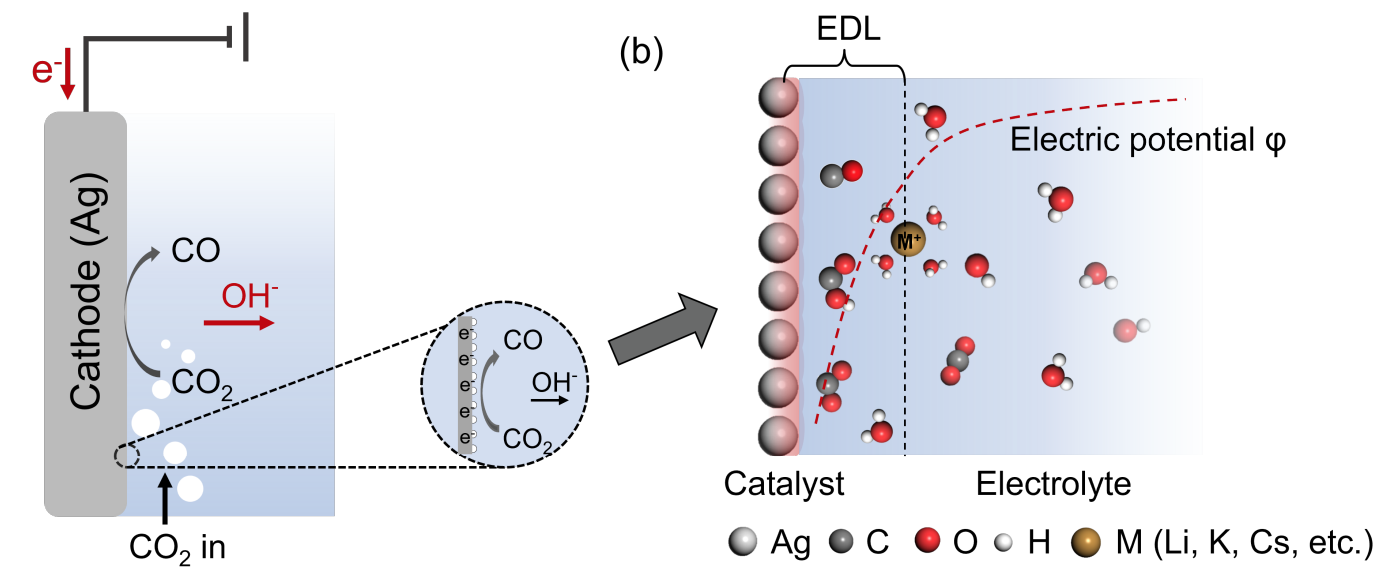 e-
Cathode (Ag)
CO
OH-
CO2
CO2 in
e-
e-
e-
e-
e-
CO
OH-
CO2
(b)
EDL
Electric potential φ
M+
Catalyst
Electrolyte
Ag C O H M (Li, K, Cs, etc.)